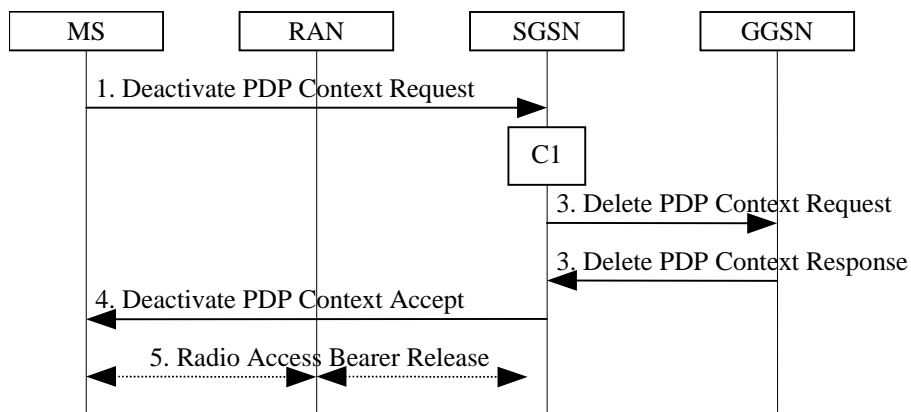 MS RAN SGSN GGSN
1. Deactivate PDP Context Request
C1
3. Delete PDP Context Request
3. Delete PDP Context Response
4. Deactivate PDP Context Accept
5. Radio Access Bearer Release